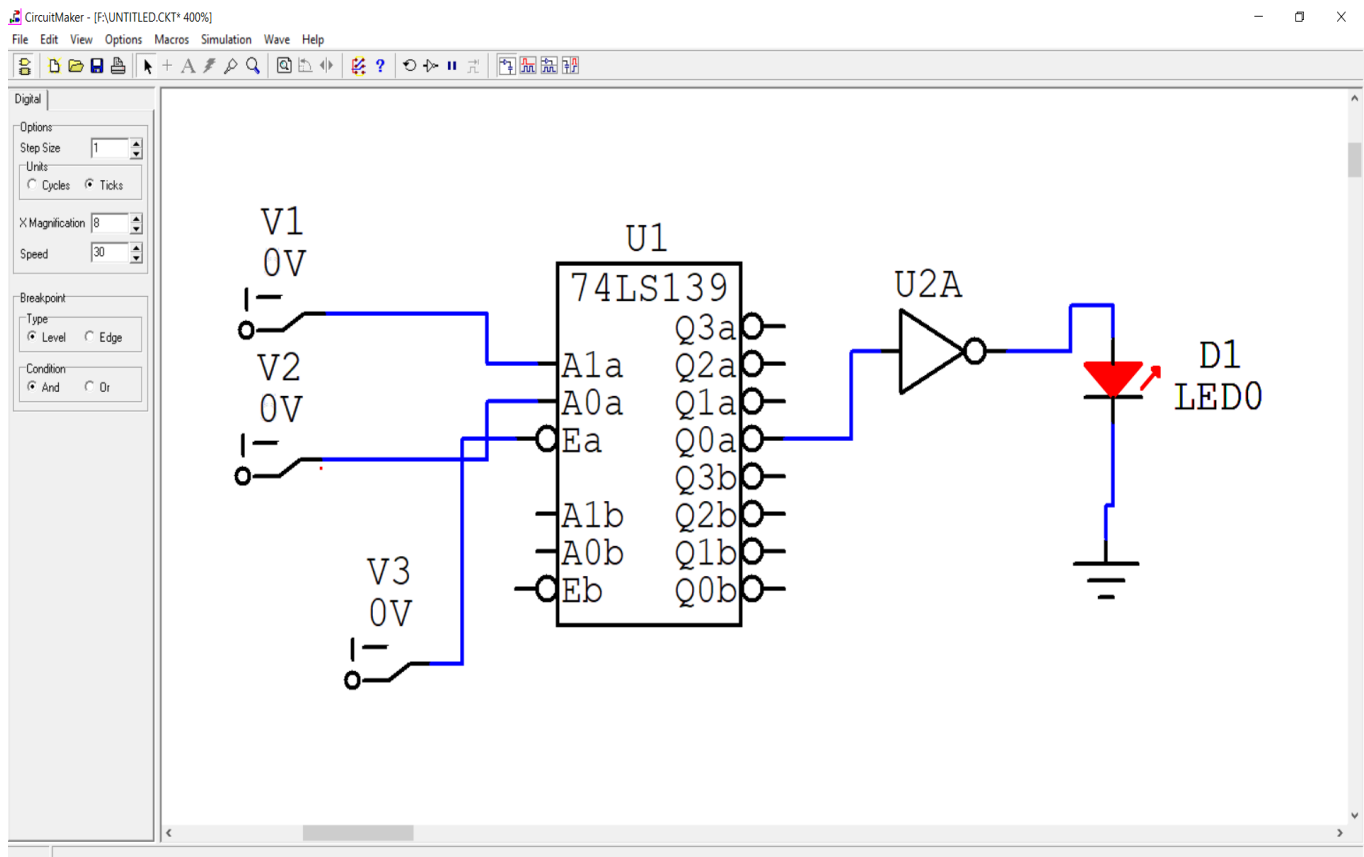 CircuitMaker - [F:\UNTITLED.CKT* 400%]
File Edit View Options Macros Simulation Wave Help
Digital
Options
Step Size 1
Units
Cycles Ticks
X Magnification 8
Speed 30
Breakpoint
Type
Level Edge
Condition
And Or
V1
0V
V2
0V
V3
0V
U1
74LS139
Q3a
A1a Q2a
A0a Q1a
Ea Q0a
Q3b
A1b Q2b
A0b Q1b
Eb Q0b
U2A
D1
LED0